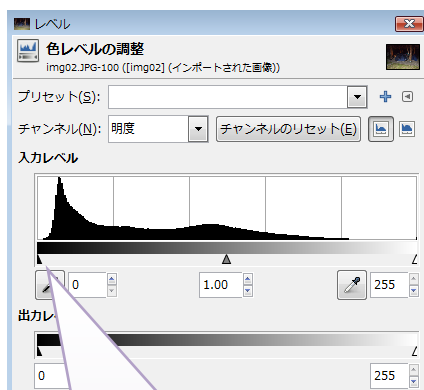 レベル
色レベルの調整
img02.JPG-100 ([img02] (インポートされた画像))
プリセット(S):
チャンネル(N): 明度 チャンネルのリセット(E)
入力レベル
0 1.00 255
出力レ
0 255